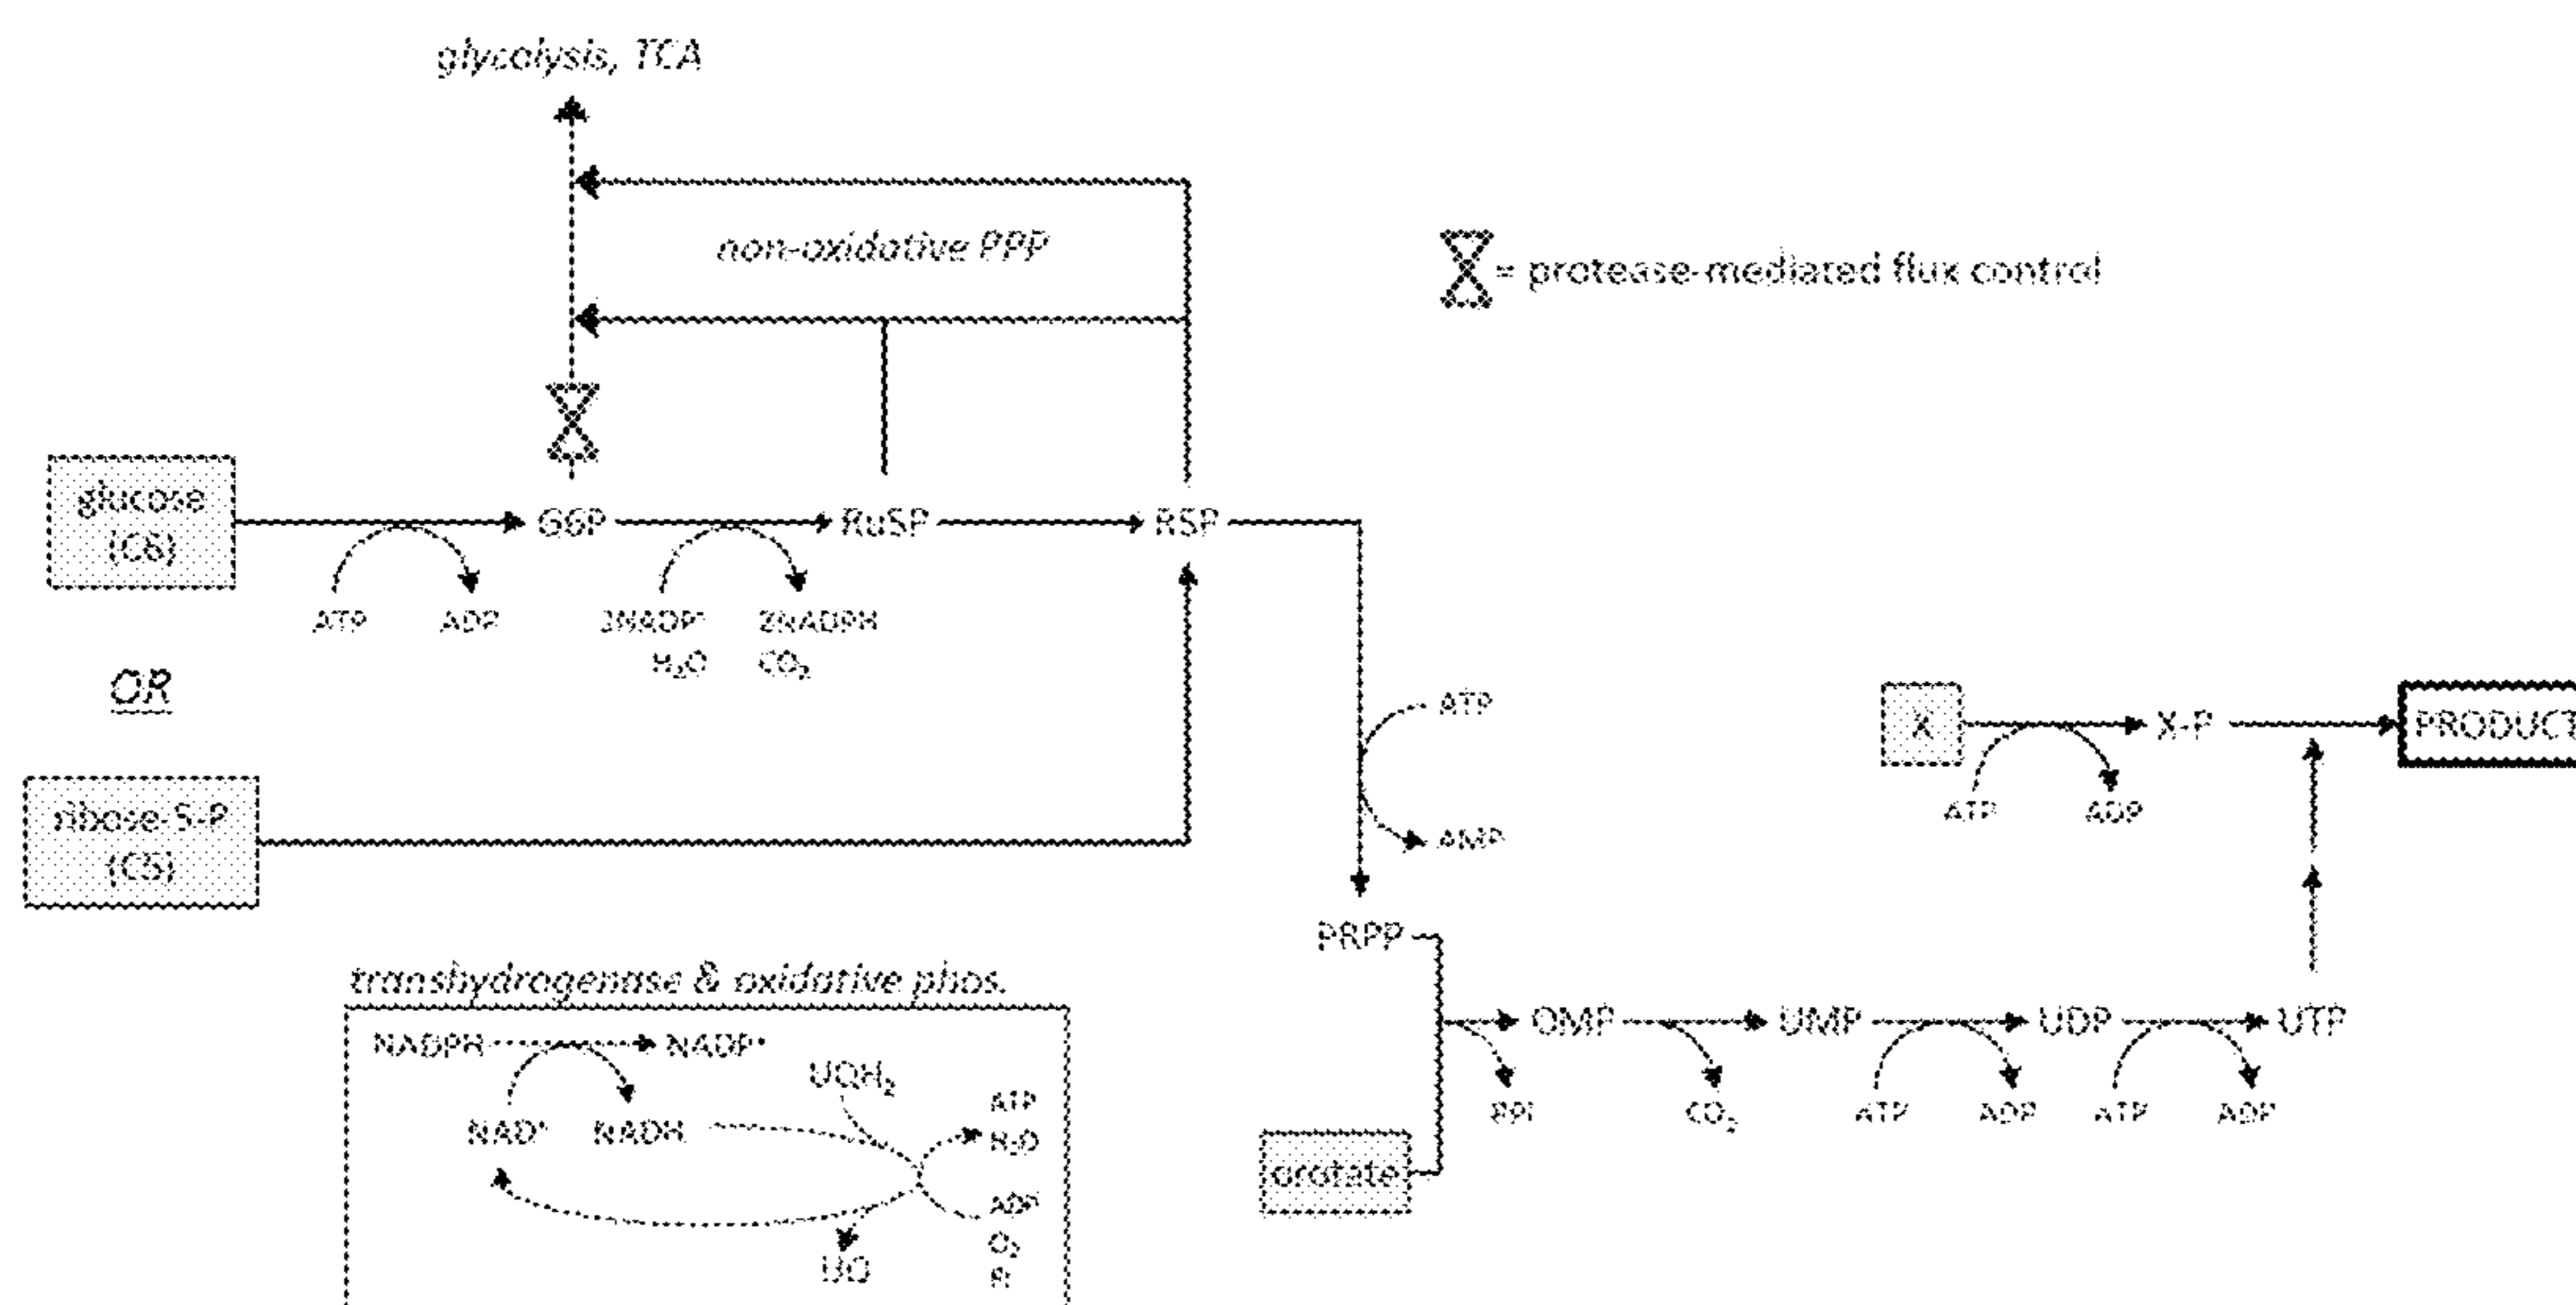 glycolysis, TCA
non-oxidative PPP
= protease-mediated flux control
glucose
(C6)
G6P
Ru5P
R5P
ATP
ADP
2NADP⁺
2NADPH
H₂O
CO₂
OR
ribose-5-P
(C5)
ATP
AMP
X
X-P
PRODUCT
ATP
ADP
PRPP
transhydrogenase & oxidative phos.
NADPH
NADP⁺
UQH₂
NAD⁺
NADH
ATP
H₂O
ADP
O₂
UQ
OMP
UMP
UDP
UTP
PPi
CO₂
ATP
ADP
ATP
ADP
orotate